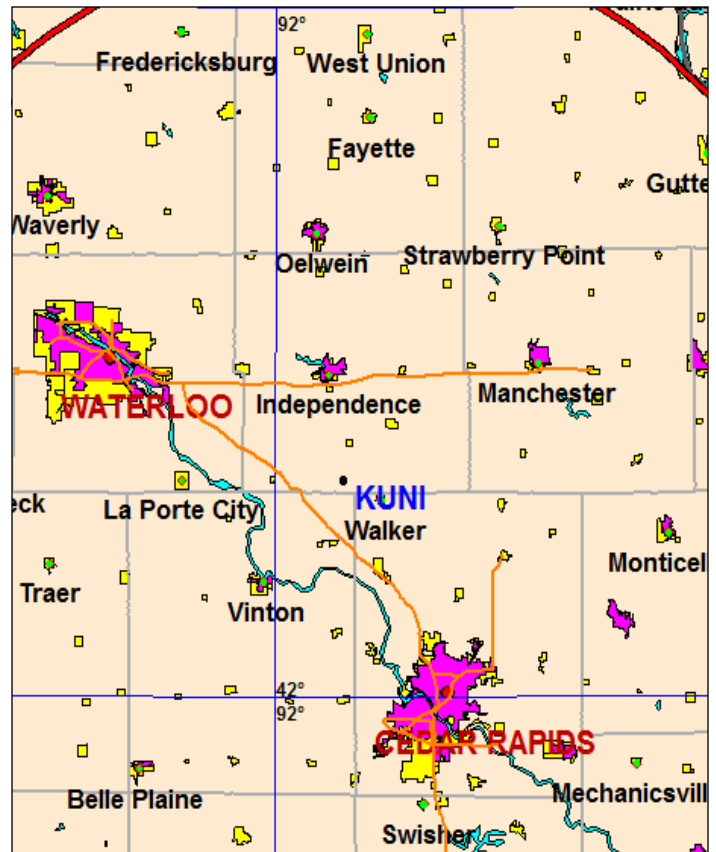 92°
Fredericksburg
West Union
Fayette
Gutte
Waverly
Oelwein
Strawberry Point
WATERLOO
Independence
Manchester
eck
La Porte City
KUNI
Walker
Monticel
Traer
Vinton
42°
92°
CEDAR RAPIDS
Belle Plaine
Mechanicsvill
Swisher